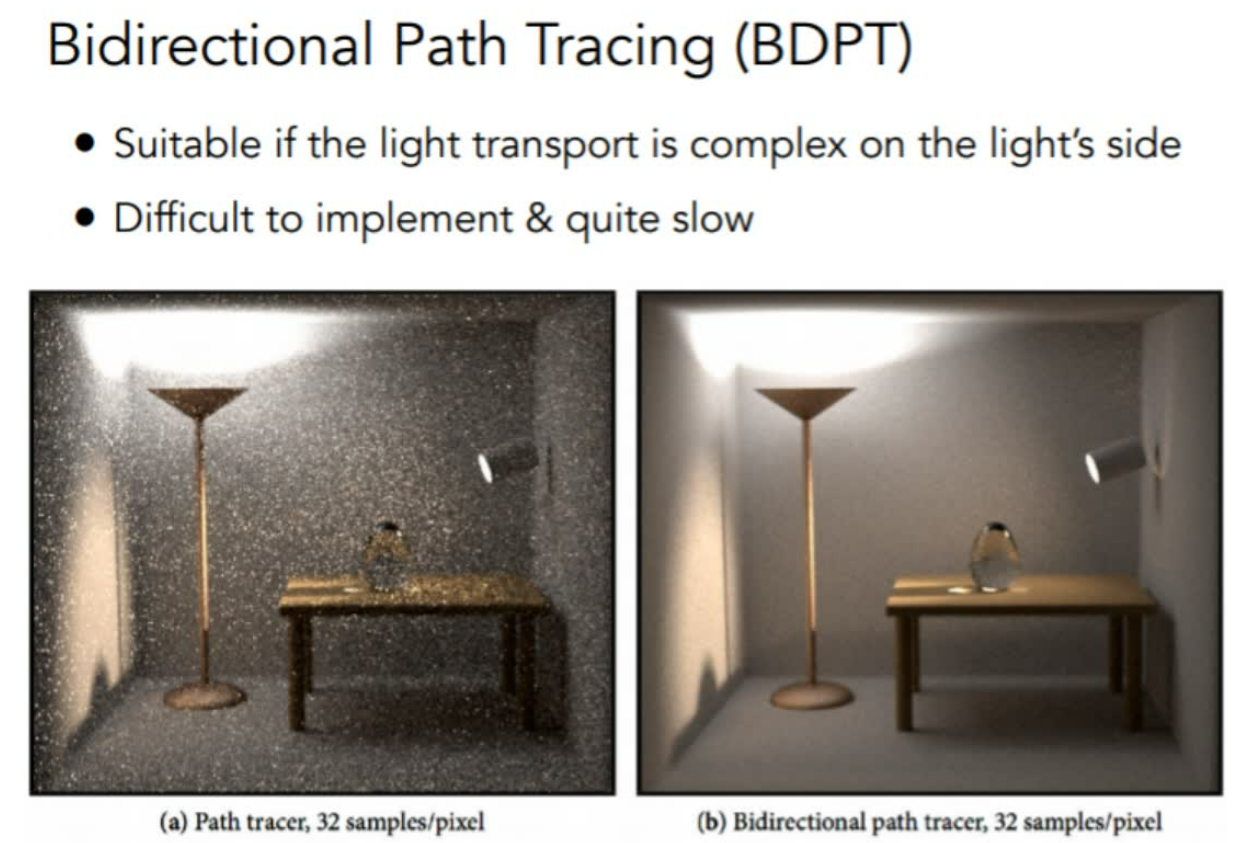 Bidirectional Path Tracing (BDPT)
● Suitable if the light transport is complex on the light’s side
● Difficult to implement & quite slow
(a) Path tracer, 32 samples/pixel
(b) Bidirectional path tracer, 32 samples/pixel